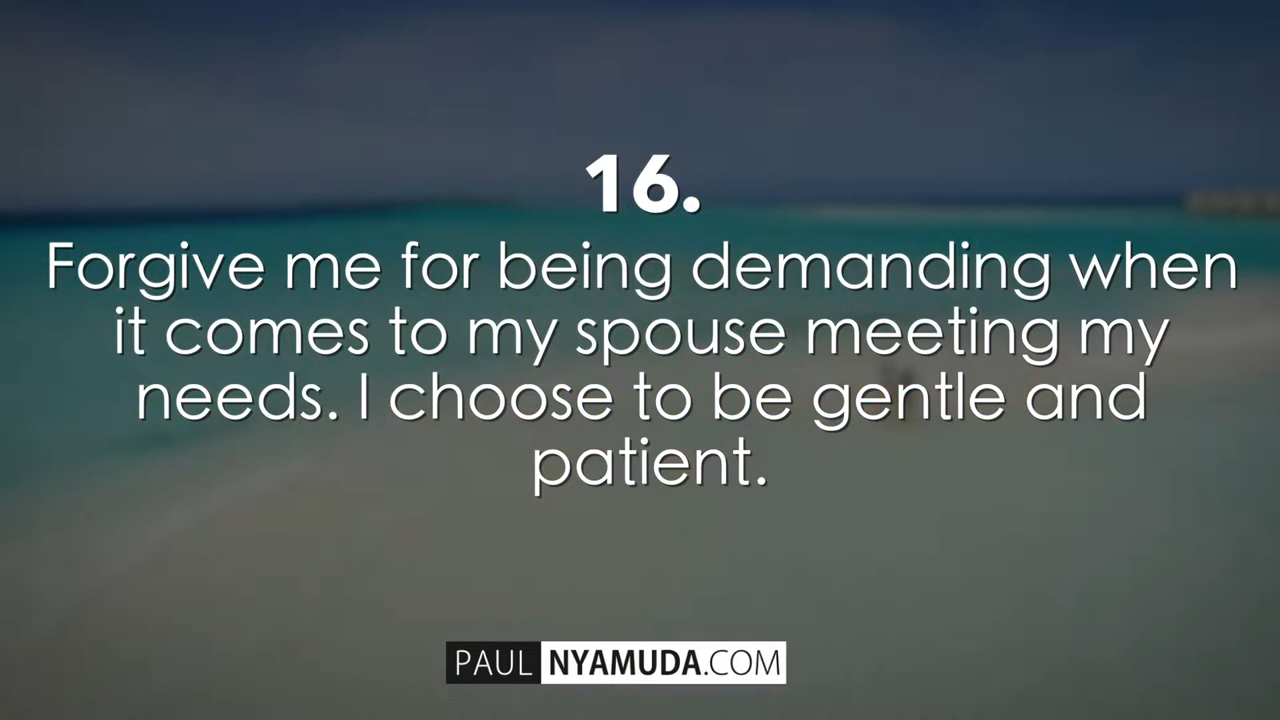 16.
Forgive me for being demanding when
it comes to my spouse meeting my
needs. I choose to be gentle and
patient.
PAUL NYAMUDA.COM